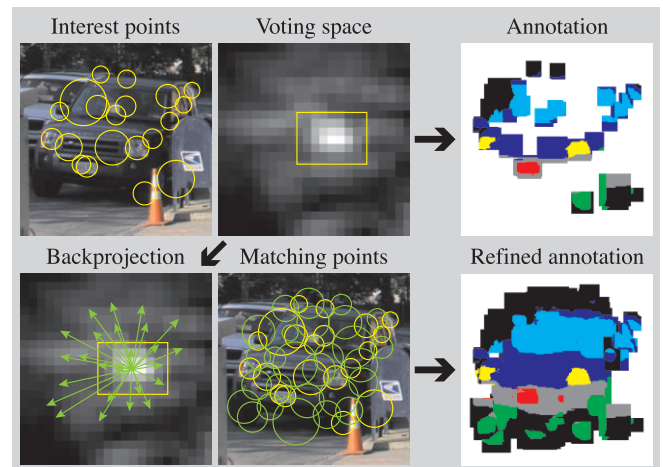 Interest points
Voting space
Annotation
Backprojection
Matching points
Refined annotation